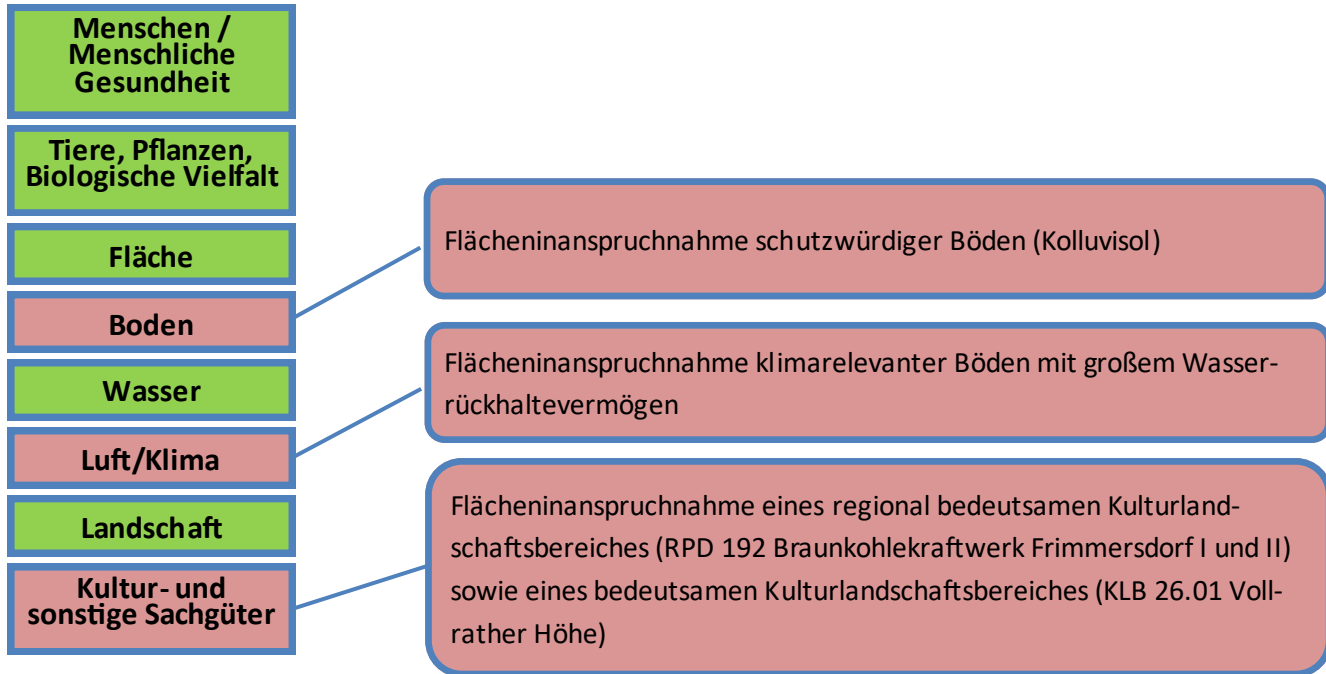 Menschen /
Menschliche
Gesundheit
Tiere, Pflanzen,
Biologische Vielfalt
Fläche
Boden
Wasser
Luft/Klima
Landschaft
Kultur- und
sonstige Sachgüter
Flächeninanspruchnahme schutzwürdiger Böden (Kolluvisol)
Flächeninanspruchnahme klimarelevanter Böden mit großem Wasser-
rückhaltevermögen
Flächeninanspruchnahme eines regional bedeutsamen Kulturland-
schaftsbereiches (RPD 192 Braunkohlekraftwerk Frimmersdorf I und II)
sowie eines bedeutsamen Kulturlandschaftsbereiches (KLB 26.01 Voll-
rather Höhe)